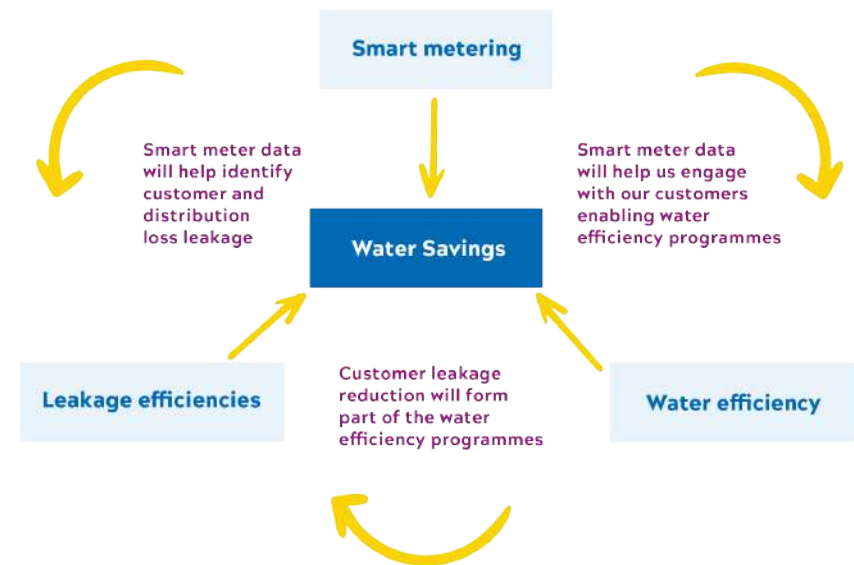 Smart metering
Smart meter data
will help identify
customer and
distribution
loss leakage
Smart meter data
will help us engage
with our customers
enabling water
efficiency programmes
Water Savings
Leakage efficiencies
Customer leakage
reduction will form
part of the water
efficiency programmes
Water efficiency